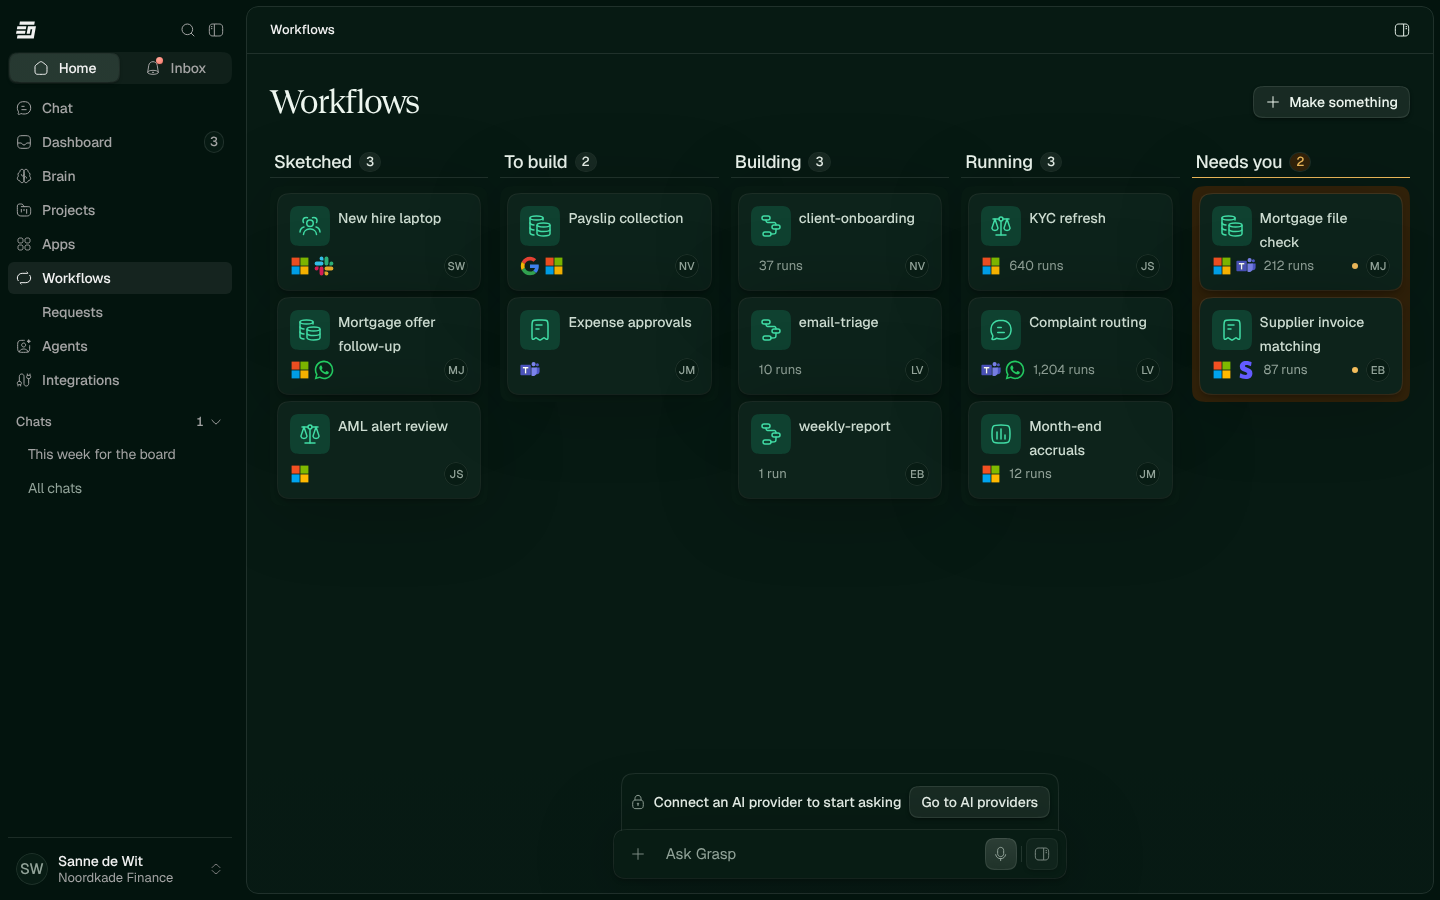 Home
Inbox
Chat
Dashboard
3
Brain
Projects
Apps
Workflows
Requests
Agents
Integrations
Chats
1
This week for the board
All chats
SW
Sanne de Wit
Noordkade Finance
Workflows
Workflows
Make something
Sketched 3
New hire laptop
SW
Mortgage offer
follow-up
MJ
AML alert review
JS
To build 2
Payslip collection
NV
Expense approvals
JM
Building 3
client-onboarding
37 runs
NV
email-triage
10 runs
LV
weekly-report
1 run
EB
Running 3
KYC refresh
640 runs
JS
Complaint routing
1,204 runs
LV
Month-end
accruals
12 runs
JM
Needs you 2
Mortgage file
check
212 runs
MJ
Supplier invoice
matching
87 runs
EB
Connect an AI provider to start asking
Go to AI providers
Ask Grasp